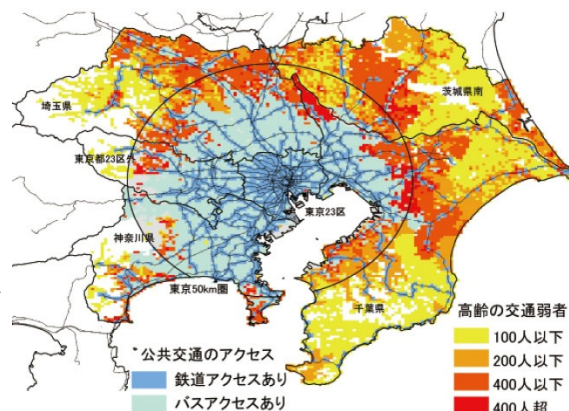 埼玉県
茨城県南
東京都23区外
東京23区
神奈川県
東京50km圏
千葉県
公共交通のアクセス
鉄道アクセスあり
バスアクセスあり
高齢の交通弱者
100人以下
200人以下
400人以下
400人超